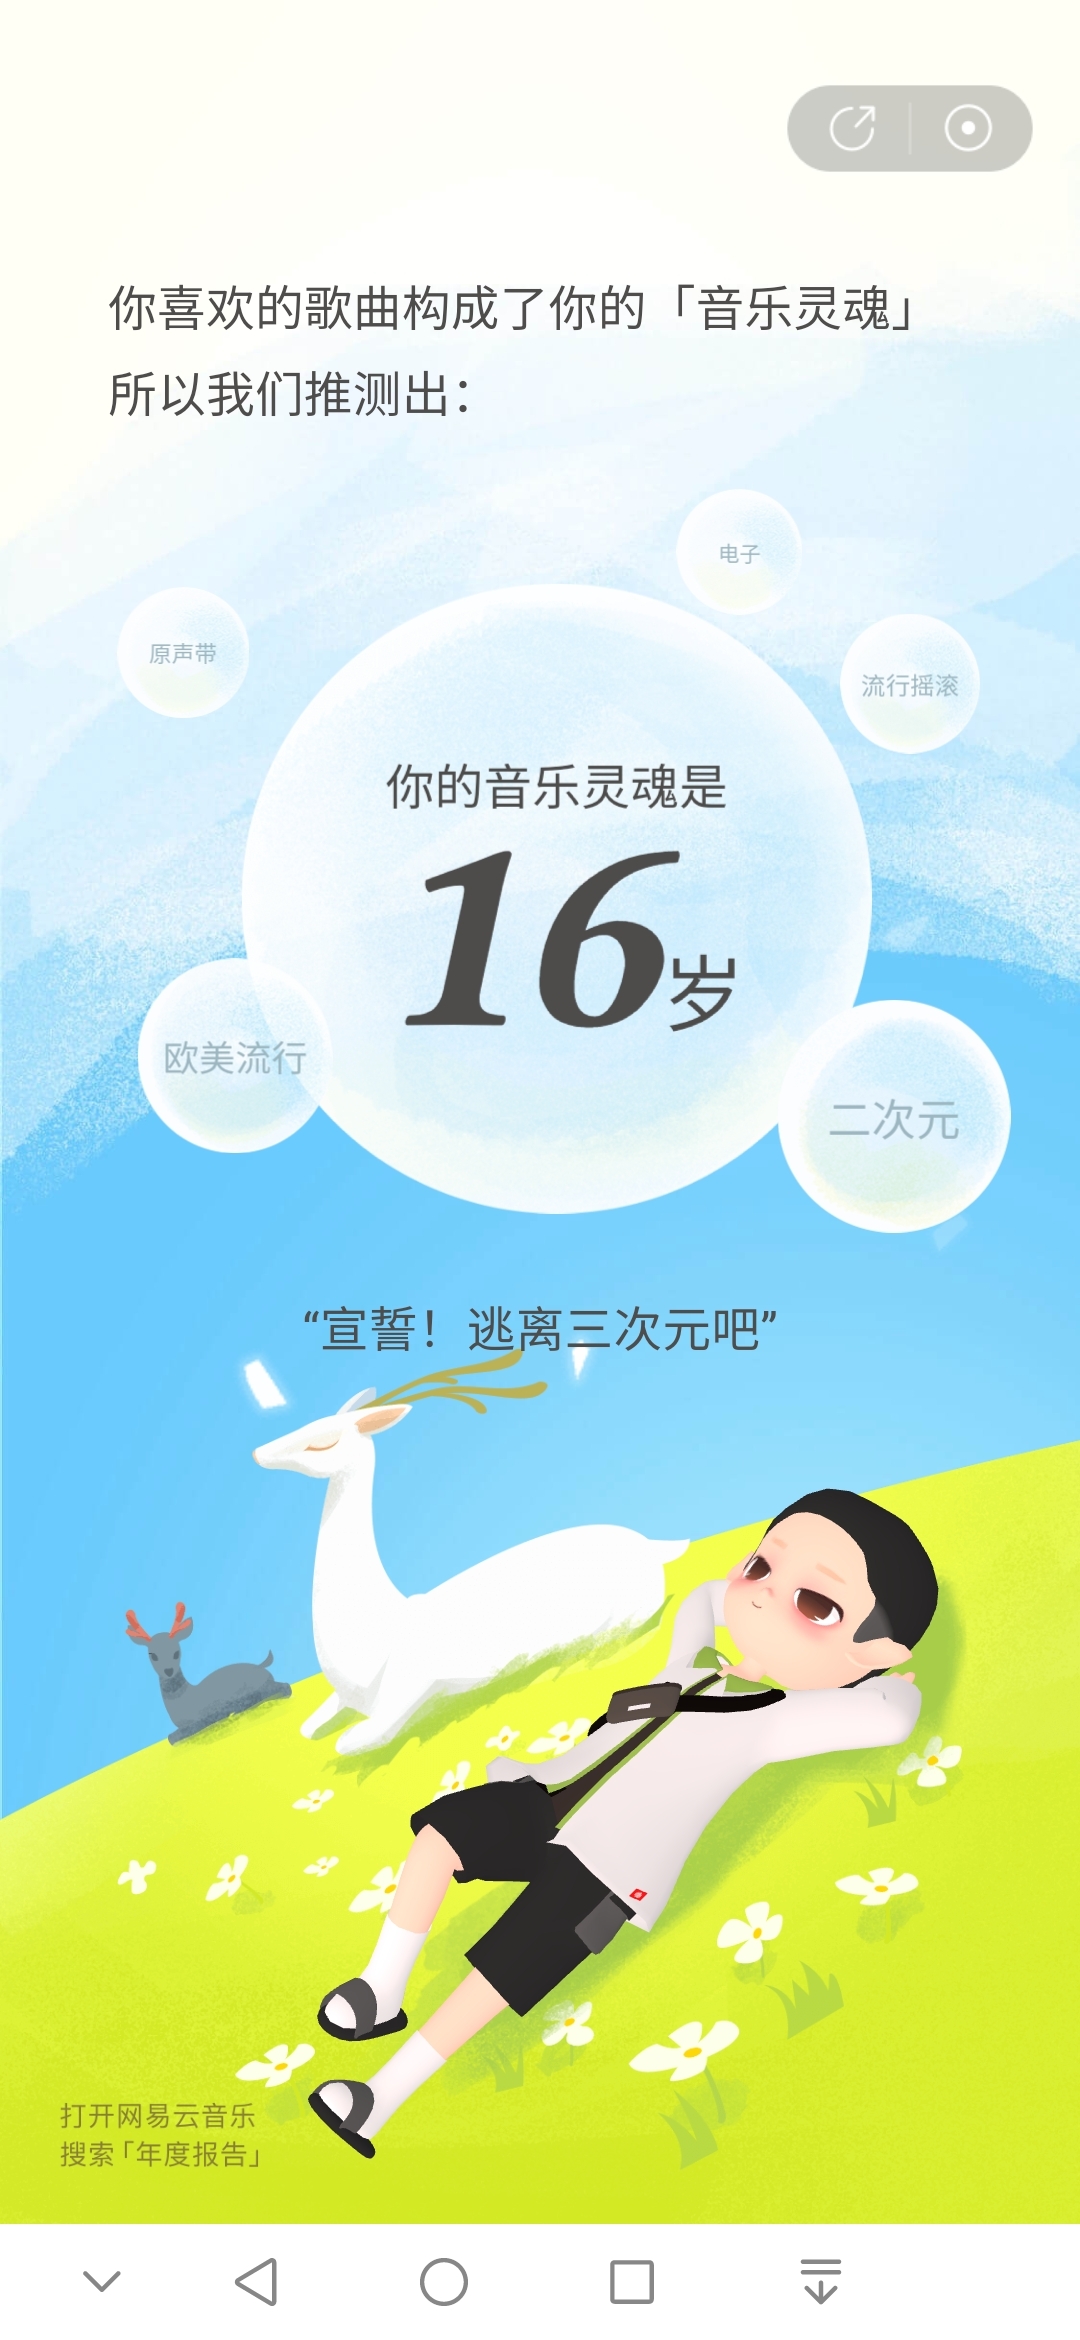 你喜欢的歌曲构成了你的「音乐灵魂」
所以我们推测出：
电子
原声带
流行摇滚
你的音乐灵魂是
16岁
欧美流行
二次元
“宣誓！逃离三次元吧”
打开网易云音乐
搜索「年度报告」